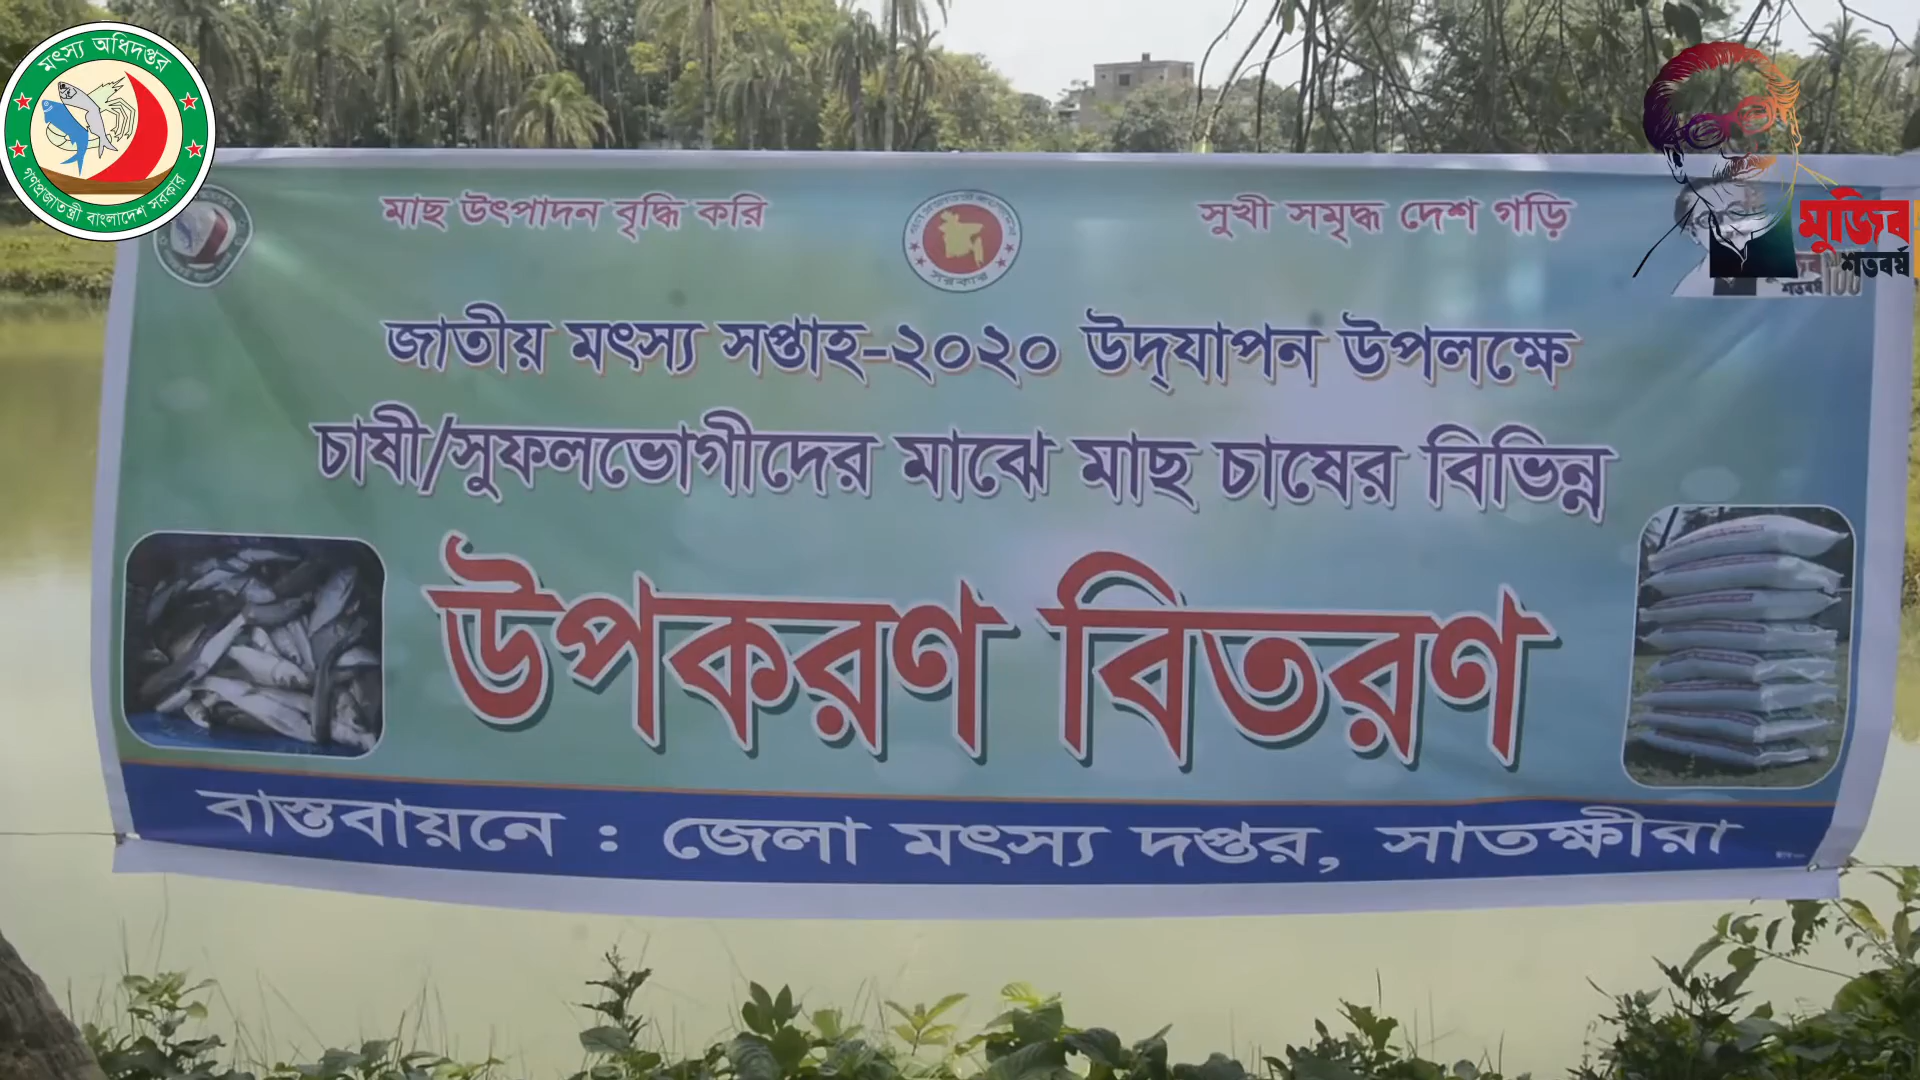 মৎস্য অধিদপ্তর
গণপ্রজাতন্ত্রী বাংলাদেশ সরকার
মুজিব
শতবর্ষ
মাছ উৎপাদন বৃদ্ধি করি
সুখী সমৃদ্ধ দেশ গড়ি
জাতীয় মৎস্য সপ্তাহ-২০২০ উদ্‌যাপন উপলক্ষে
চাষী/সুফলভোগীদের মাঝে মাছ চাষের বিভিন্ন
উপকরণ বিতরণ
বাস্তবায়নে : জেলা মৎস্য দপ্তর, সাতক্ষীরা